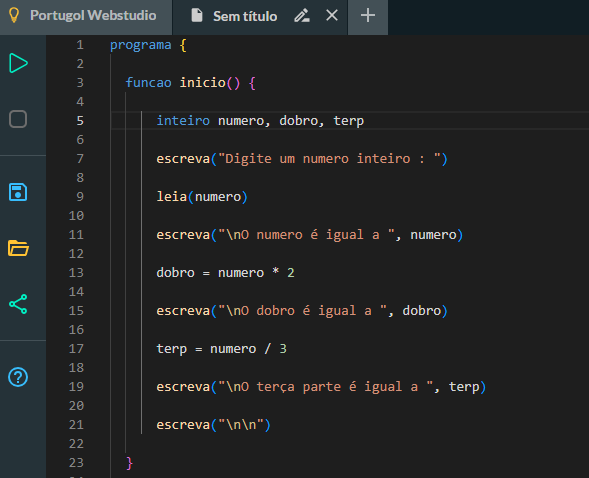 Portugol Webstudio
Sem título
1 programa {
2
3 funcao inicio() {
4
5 inteiro numero, dobro, terp
6
7 escreva("Digite um numero inteiro : ")
8
9 leia(numero)
10
11 escreva("\nO numero é igual a ", numero)
12
13 dobro = numero * 2
14
15 escreva("\nO dobro é igual a ", dobro)
16
17 terp = numero / 3
18
19 escreva("\nO terça parte é igual a ", terp)
20
21 escreva("\n\n")
22
23 }